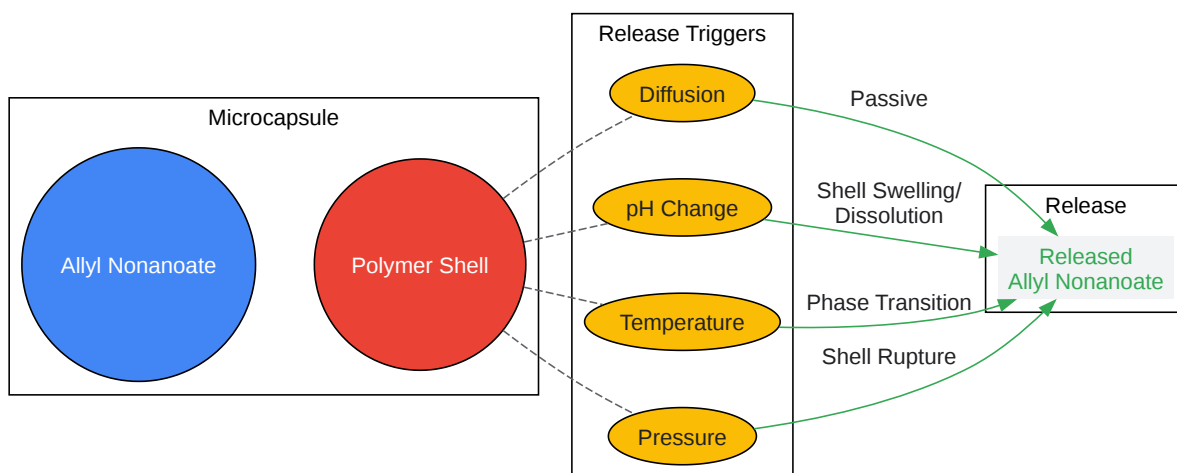 Release Triggers
Diffusion
Passive
Microcapsule
Allyl Nonanoate
Polymer Shell
pH Change
Shell Swelling/
Dissolution
Release
Released
Allyl Nonanoate
Temperature
Phase Transition
Shell Rupture
Pressure